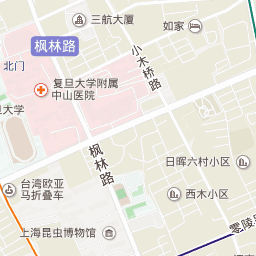 三航大厦
如家
枫林路
小木桥路
北门
复旦大学附属
中山医院
旦大学
枫林路
日晖六村小区
台湾欧亚
马折叠车
西木小区
零陵
上海昆虫博物馆